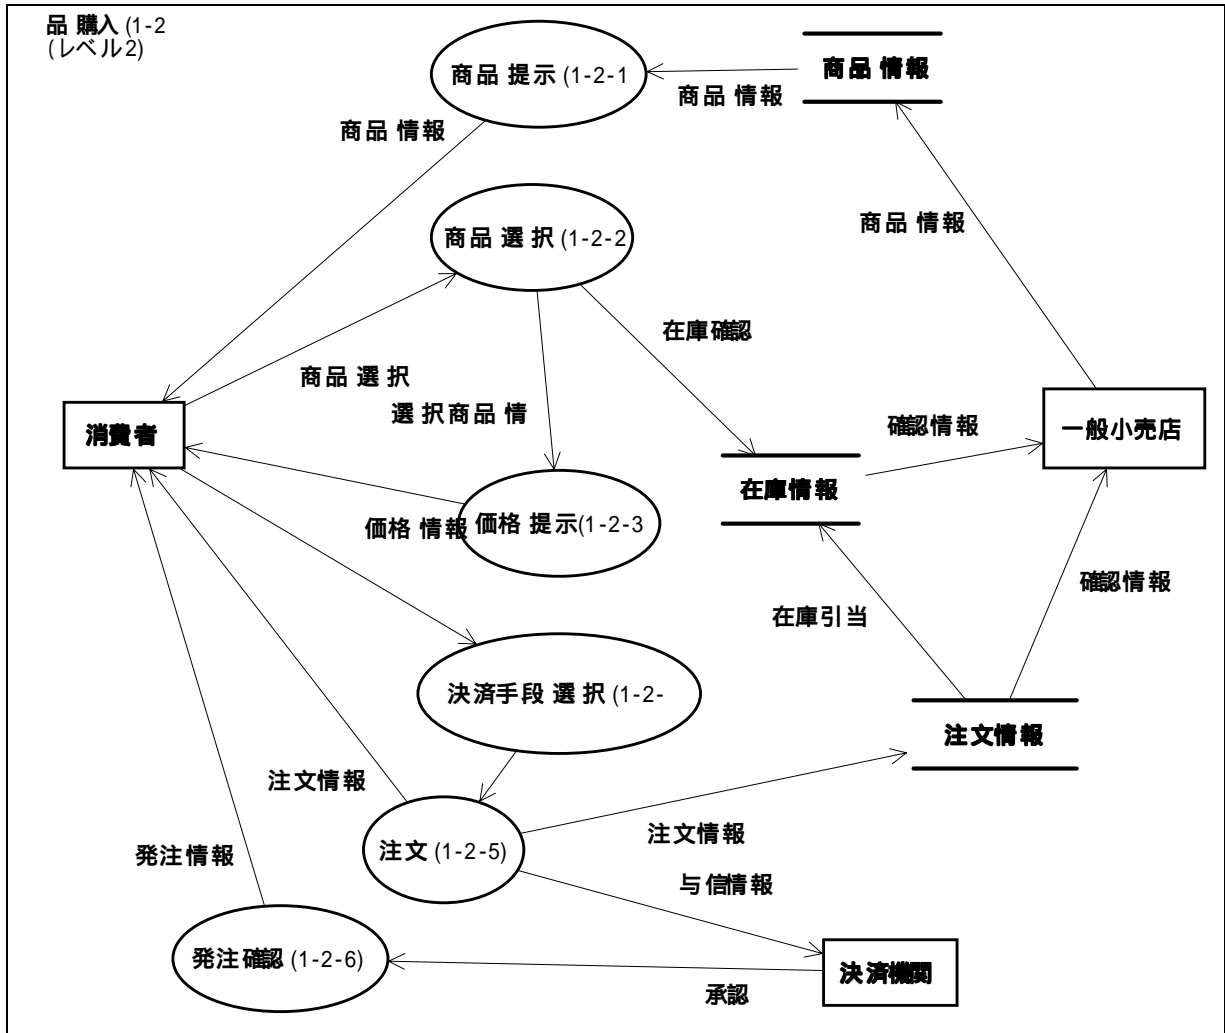 品 購入 (1-2
(レベル2)
商品 提示 (1-2-1
商品 情報
商品 情報
商品 情報
商品 選択 (1-2-2
商品 情報
在庫確認
商品 選択
選択商品 情
消費者
確認情報
一般小売店
在庫情報
価格 情報
価格 提示(1-2-3
確認情報
在庫引当
決済手段 選択 (1-2-
注文情報
注文情報
注文 (1-2-5)
注文情報
発注情報
与信情報
発注確認 (1-2-6)
決済機関
承認